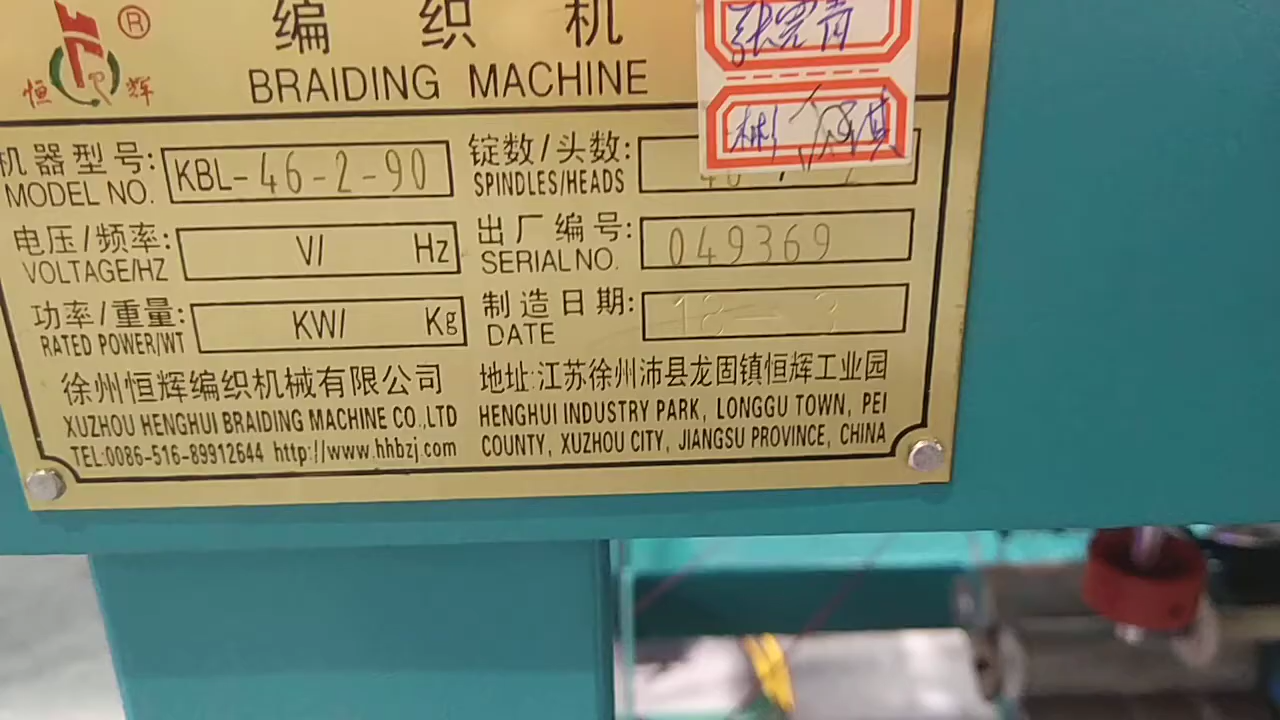 ®
恒 辉
编 织 机
BRAIDING MACHINE
机器型号: KBL-46-2-90
MODEL NO.
锭数/头数:
SPINDLES/HEADS
电压/频率: V/ Hz
VOLTAGE/HZ
出厂编号: 049369
SERIAL NO.
功率/重量: KW/ Kg
RATED POWER/WT
制造日期: 18 - 3
DATE
徐州恒辉编织机械有限公司
XUZHOU HENGHUI BRAIDING MACHINE CO.,LTD
TEL:0086-516-89912644 http://www.hhbzj.com
地址:江苏徐州沛县龙固镇恒辉工业园
HENGHUI INDUSTRY PARK, LONGGU TOWN, PEI
COUNTY, XUZHOU CITY, JIANGSU PROVINCE, CHINA